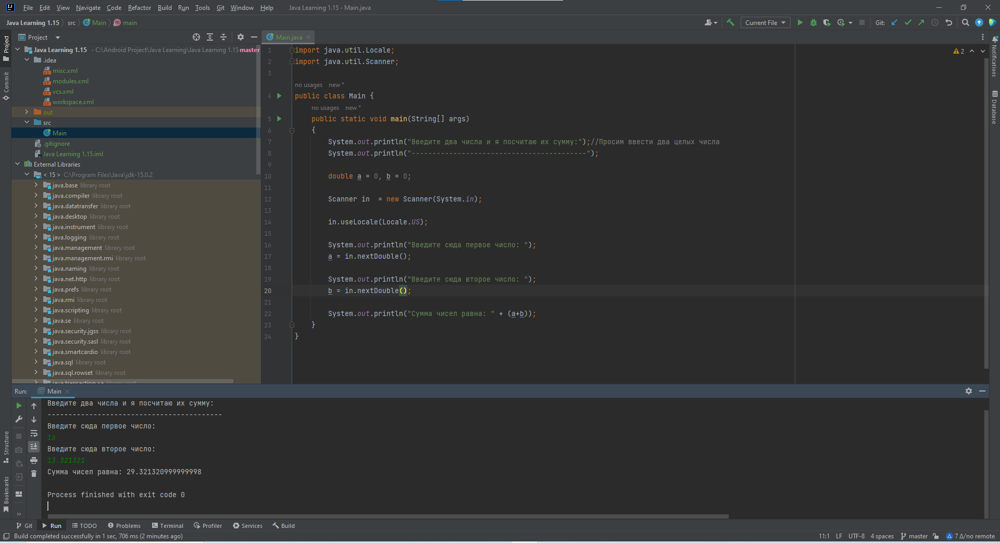 File Edit View Navigate Code Refactor Build Run Tools Git Window Help Java Learning 1.15 - Main.java
Java Learning 1.15 src Main main
Current File Git:
Project
Main.java
Project
Commit
Structure
Bookmarks
Java Learning 1.15 - C:\Android Project\Java Learning\Java Learning 1.15 master
.idea
misc.xml
modules.xml
vcs.xml
workspace.xml
out
src
Main
.gitignore
Java Learning 1.15.iml
External Libraries
< 15 > C:\Program Files\Java\jdk-15.0.2
java.base library root
java.compiler library root
java.datatransfer library root
java.desktop library root
java.instrument library root
java.logging library root
java.management library root
java.management.rmi library root
java.naming library root
java.net.http library root
java.prefs library root
java.rmi library root
java.scripting library root
java.se library root
java.security.jgss library root
java.security.sasl library root
java.smartcardio library root
java.sql library root
java.sql.rowset library root
java.transaction.xa library root
1 import java.util.Locale;
2 import java.util.Scanner;
3
no usages new *
4 public class Main {
no usages new *
5 public static void main(String[] args)
6 {
7 System.out.println("Введите два числа и я посчитаю их сумму:");//Просим ввести два целых числа
8 System.out.println("------------------------------------------");
9
10 double a = 0, b = 0;
11
12 Scanner in  = new Scanner(System.in);
13
14 in.useLocale(Locale.US);
15
16 System.out.println("Введите сюда первое число: ");
17 a = in.nextDouble();
18
19 System.out.println("Введите сюда второе число: ");
20 b = in.nextDouble();
21
22 System.out.println("Сумма чисел равна: " + (a+b));
23 }
24 }
2
Notifications
Database
Run: Main
Введите два числа и я посчитаю их сумму:
------------------------------------------
Введите сюда первое число:
16
Введите сюда второе число:
13.321321
Сумма чисел равна: 29.321320999999998
Process finished with exit code 0
Git Run TODO Problems Terminal Profiler Services Build
Build completed successfully in 1 sec, 706 ms (2 minutes ago) 11:1 LF UTF-8 4 spaces master 7 Δ/no remote